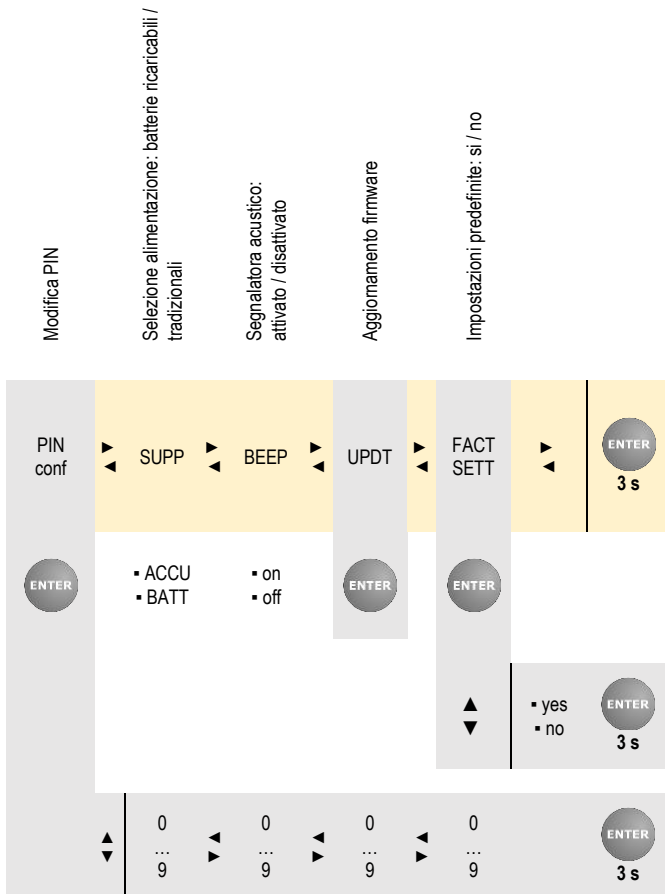 Modifica PIN
Selezione alimentazione: batterie ricaricabili /
tradizionali
Segnalatora acustico:
attivato / disattivato
Aggiornamento firmware
Impostazioni predefinite: si / no
PIN
conf
SUPP
BEEP
UPDT
FACT
SETT
ENTER
3 s
ENTER
▪ ACCU
▪ BATT
▪ on
▪ off
ENTER
ENTER
▪ yes
▪ no
ENTER
3 s
0 0 0 0
... ... ... ...
9 9 9 9
ENTER
3 s